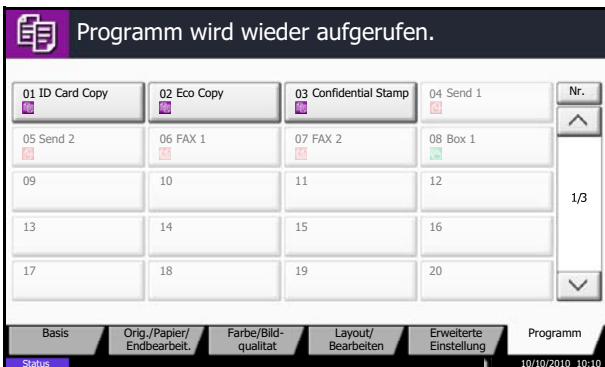 Programm wird wieder aufgerufen.
01 ID Card Copy
02 Eco Copy
03 Confidential Stamp
04 Send 1
Nr.
05 Send 2
06 FAX 1
07 FAX 2
08 Box 1
09
10
11
12
1/3
13
14
15
16
17
18
19
20
Basis
Orig./Papier/
Endbearbeit.
Farbe/Bild-
qualitat
Layout/
Bearbeiten
Erweiterte
Einstellung
Programm
Status
10/10/2010 10:10